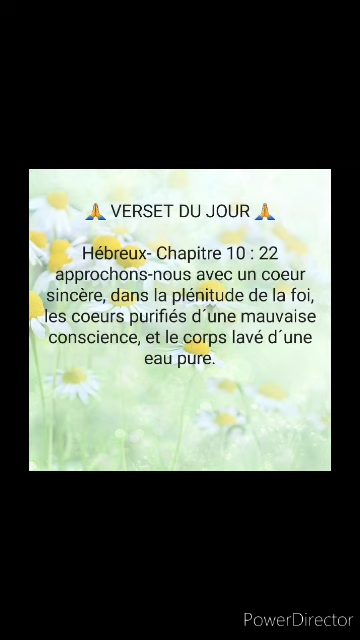 🙏 VERSET DU JOUR 🙏
Hébreux- Chapitre 10 : 22
approchons-nous avec un coeur
sincère, dans la plénitude de la foi,
les coeurs purifiés d´une mauvaise
conscience, et le corps lavé d´une
eau pure.
PowerDirector